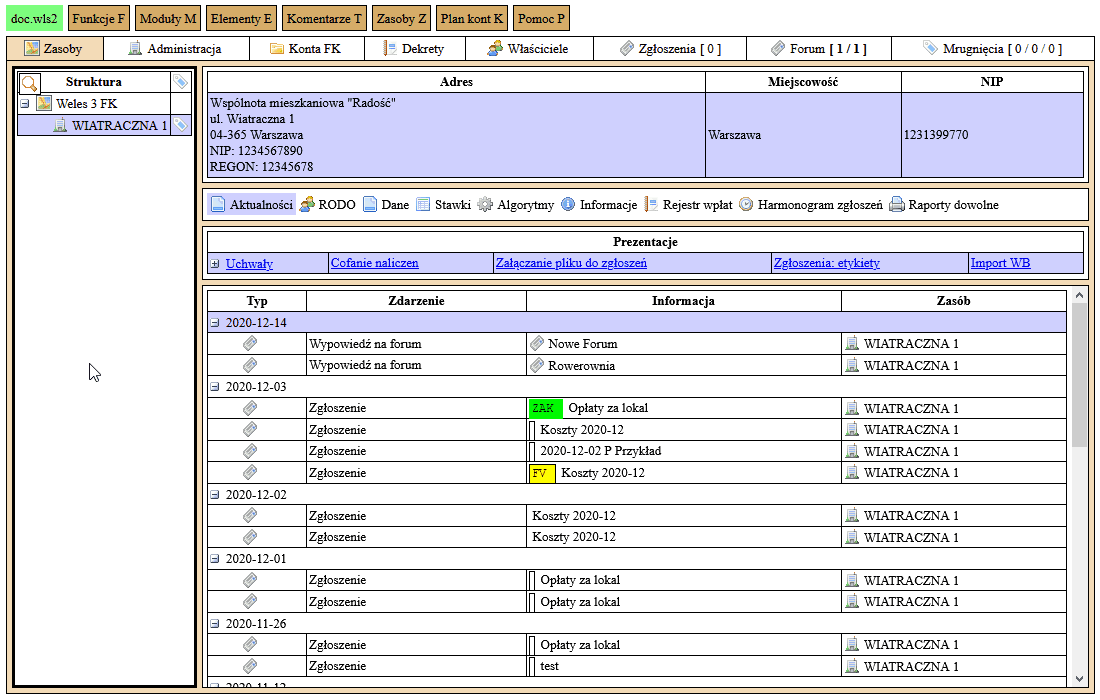 doc.wls2 Funkcje F Moduły M Elementy E Komentarze T Zasoby Z Plan kont K Pomoc P
Zasoby Administracja Konta FK Dekrety Właściciele Zgłoszenia [ 0 ] Forum [ 1 / 1 ] Mrugnięcia [ 0 / 0 / 0 ]
Struktura
Weles 3 FK
WIATRACZNA 1
Adres Miejscowość NIP
Wspólnota mieszkaniowa "Radość"
ul. Wiatraczna 1
04-365 Warszawa
NIP: 1234567890
REGON: 12345678
Warszawa
1231399770
Aktualności RODO Dane Stawki Algorytmy Informacje Rejestr wpłat Harmonogram zgłoszeń Raporty dowolne
Prezentacje
Uchwały Cofanie naliczen Załączanie pliku do zgłoszeń Zgłoszenia: etykiety Import WB
Typ Zdarzenie Informacja Zasób
2020-12-14
Wypowiedź na forum Nowe Forum WIATRACZNA 1
Wypowiedź na forum Rowerownia WIATRACZNA 1
2020-12-03
Zgłoszenie ZAK Opłaty za lokal WIATRACZNA 1
Zgłoszenie Koszty 2020-12 WIATRACZNA 1
Zgłoszenie 2020-12-02 P Przykład WIATRACZNA 1
Zgłoszenie FV Koszty 2020-12 WIATRACZNA 1
2020-12-02
Zgłoszenie Koszty 2020-12 WIATRACZNA 1
Zgłoszenie Koszty 2020-12 WIATRACZNA 1
2020-12-01
Zgłoszenie Opłaty za lokal WIATRACZNA 1
Zgłoszenie Opłaty za lokal WIATRACZNA 1
2020-11-26
Zgłoszenie Opłaty za lokal WIATRACZNA 1
Zgłoszenie test WIATRACZNA 1